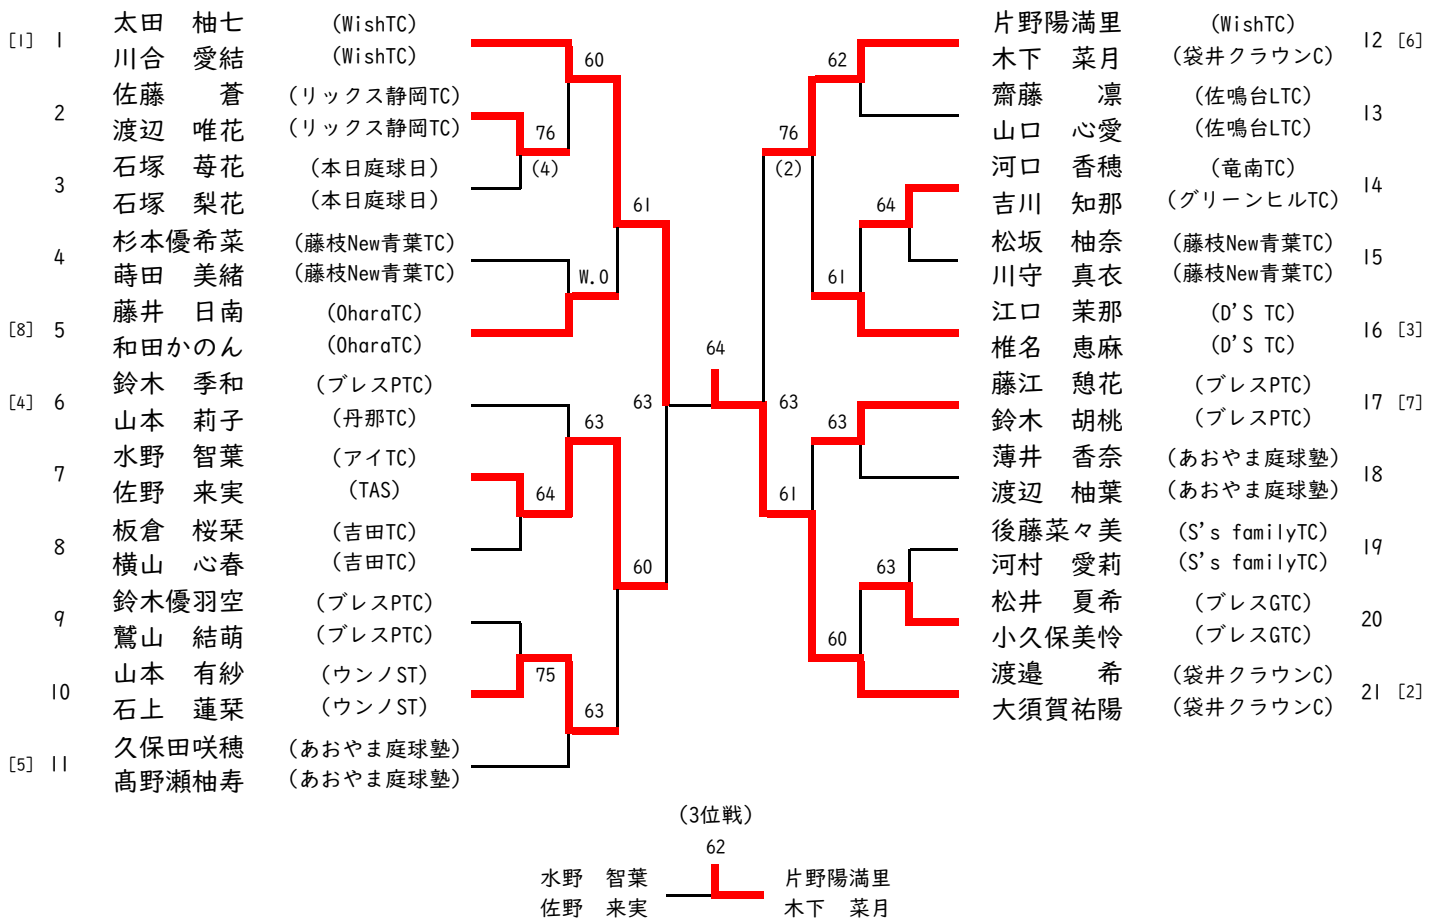 [1] 1 太田　柚七 (WishTC)
川合　愛結 (WishTC)
60
2 佐藤　　蒼 (リックス静岡TC)
渡辺　唯花 (リックス静岡TC)
76
(4)
3 石塚　苺花 (本日庭球日)
石塚　梨花 (本日庭球日)
61
4 杉本優希菜 (藤枝New青葉TC)
蒔田　美緒 (藤枝New青葉TC)
W.O
[8] 5 藤井　日南 (OharaTC)
和田かのん (OharaTC)
[4] 6 鈴木　季和 (ブレスPTC)
山本　莉子 (丹那TC)
63
63
7 水野　智葉 (アイTC)
佐野　来実 (TAS)
64
8 板倉　桜栞 (吉田TC)
横山　心春 (吉田TC)
60
9 鈴木優羽空 (ブレスPTC)
鷲山　結萌 (ブレスPTC)
10 山本　有紗 (ウンノST)
石上　蓮栞 (ウンノST)
75
63
[5] 11 久保田咲穂 (あおやま庭球塾)
髙野瀬柚寿 (あおやま庭球塾)
64
片野陽満里 (WishTC) 12 [6]
木下　菜月 (袋井クラウンC)
62
齋藤　　凛 (佐鳴台LTC) 13
山口　心愛 (佐鳴台LTC)
76
(2)
河口　香穂 (竜南TC) 14
吉川　知那 (グリーンヒルTC)
64
松坂　柚奈 (藤枝New青葉TC) 15
川守　真衣 (藤枝New青葉TC)
61
江口　茉那 (D'S TC) 16 [3]
椎名　恵麻 (D'S TC)
藤江　憩花 (ブレスPTC) 17 [7]
鈴木　胡桃 (ブレスPTC)
63
63
薄井　香奈 (あおやま庭球塾) 18
渡辺　柚葉 (あおやま庭球塾)
61
後藤菜々美 (S's familyTC) 19
河村　愛莉 (S's familyTC)
63
松井　夏希 (ブレスGTC) 20
小久保美怜 (ブレスGTC)
60
渡邉　　希 (袋井クラウンC) 21 [2]
大須賀祐陽 (袋井クラウンC)
(3位戦)
62
水野　智葉 片野陽満里
佐野　来実 木下　菜月